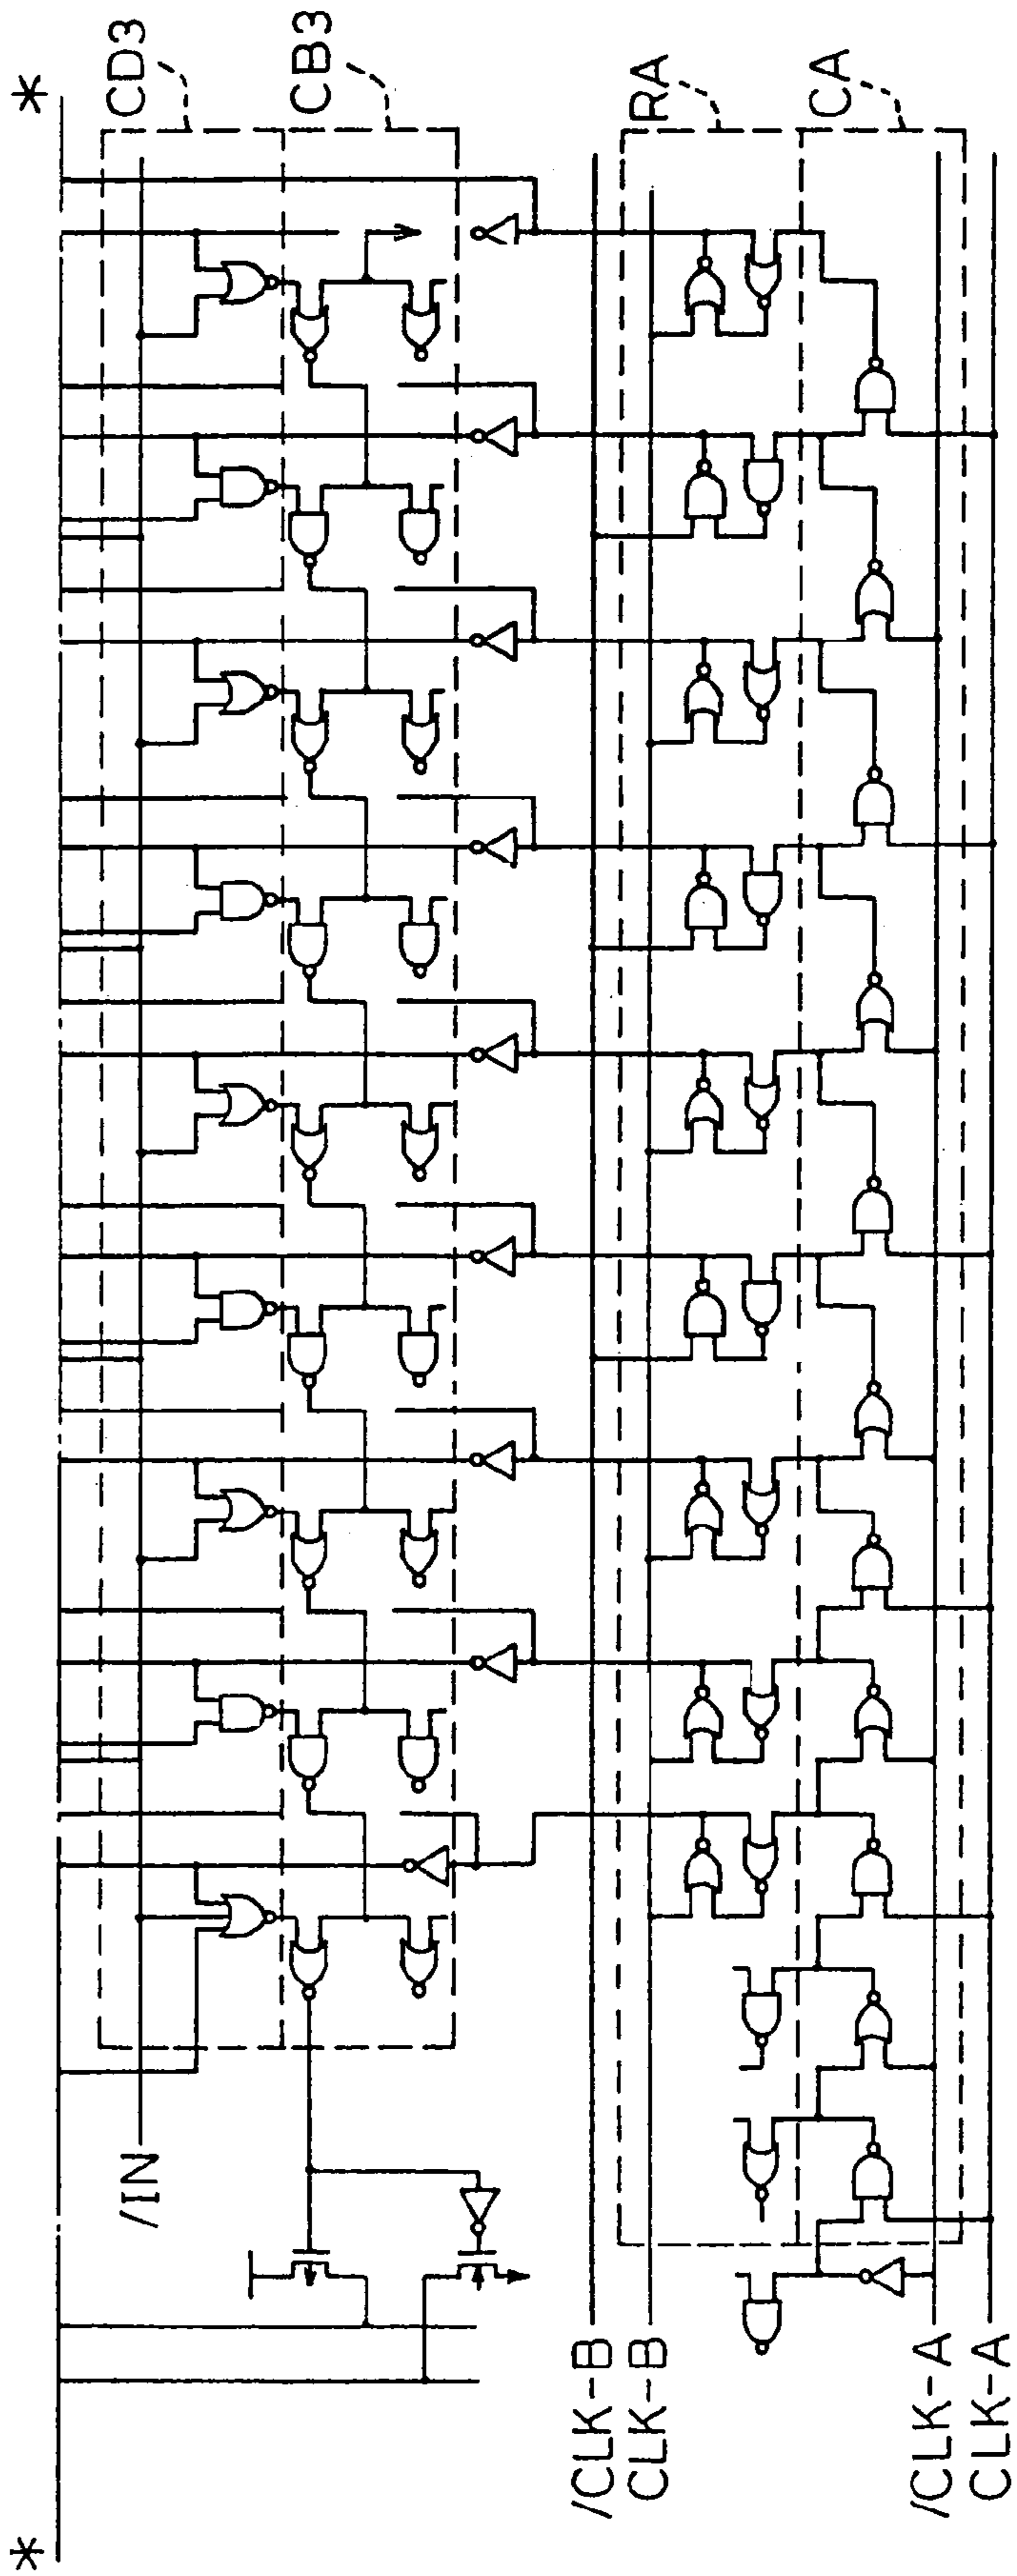 *
*
CD3
CB3
RA
CA
/IN
/CLK-B
CLK-B
/CLK-A
CLK-A